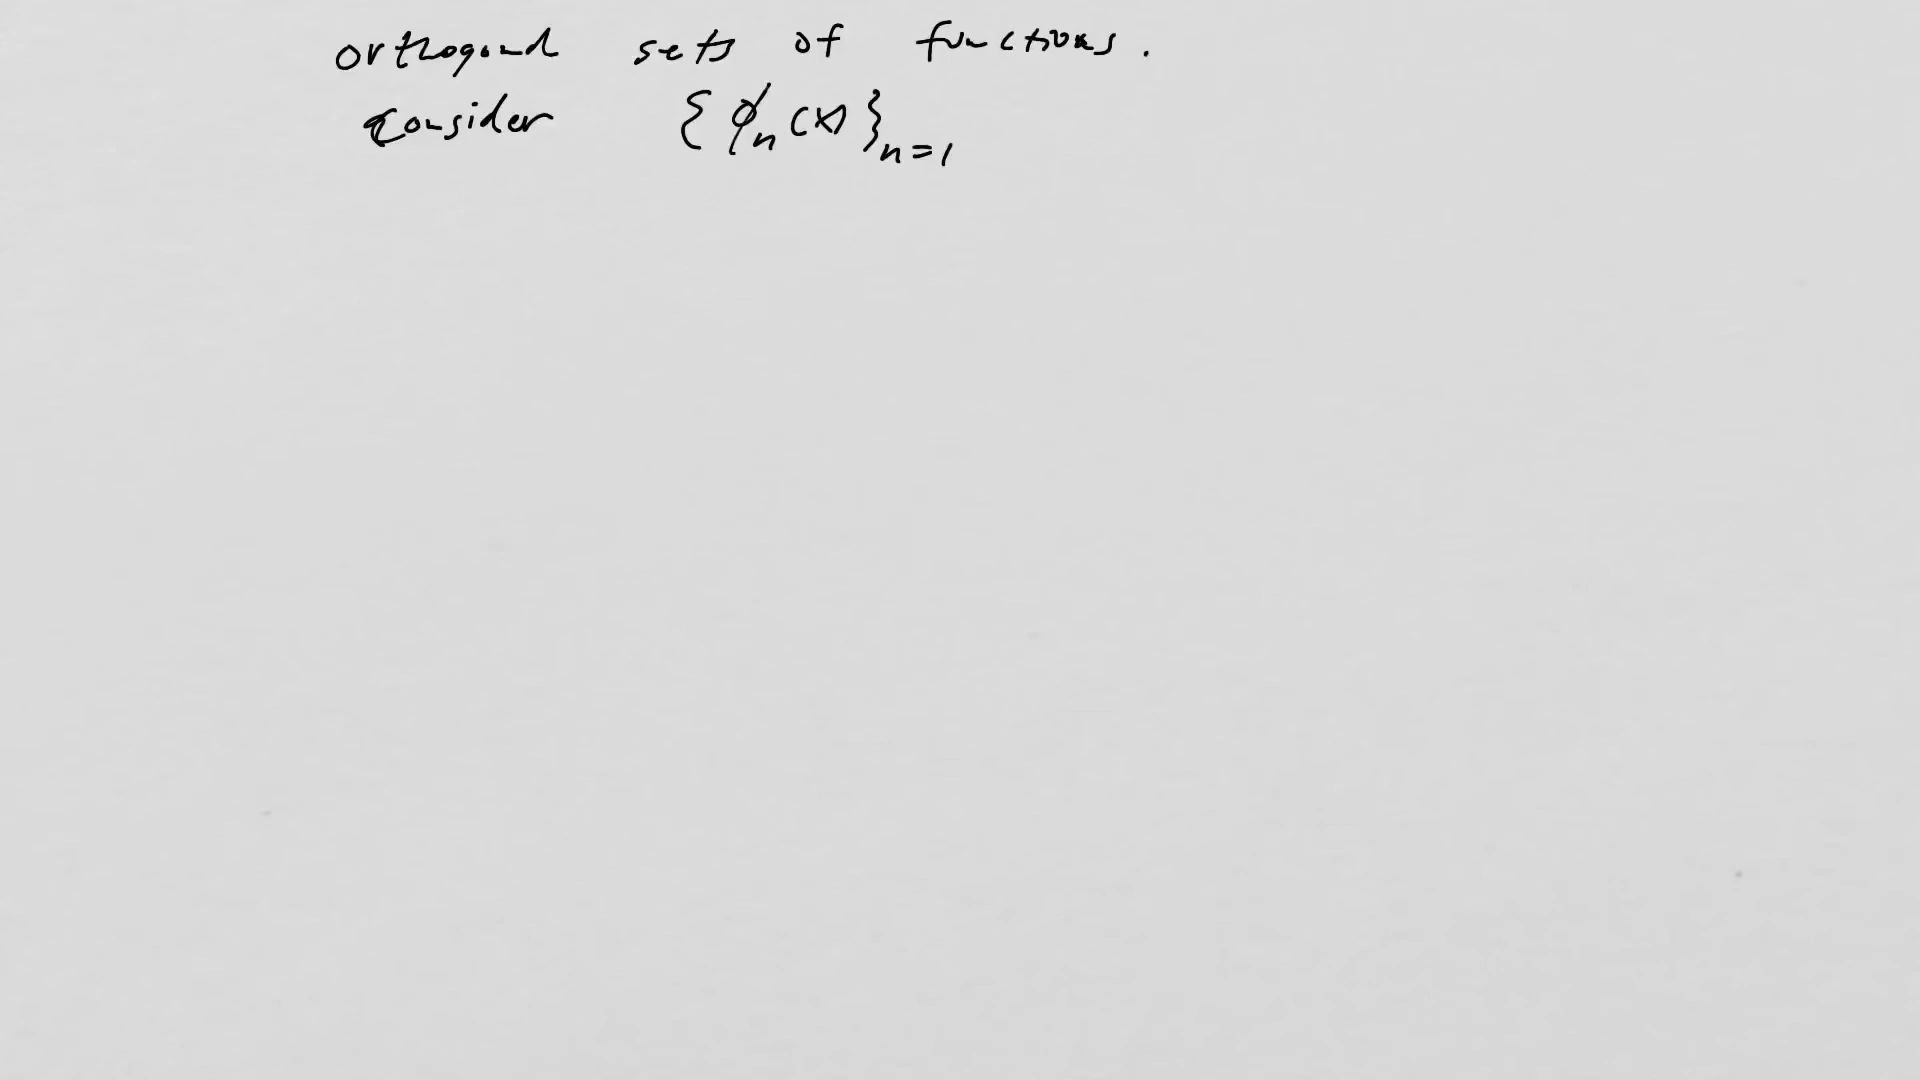 orthogonal sets of functions.
consider {ϕₙ(x)}ₙ₌₁